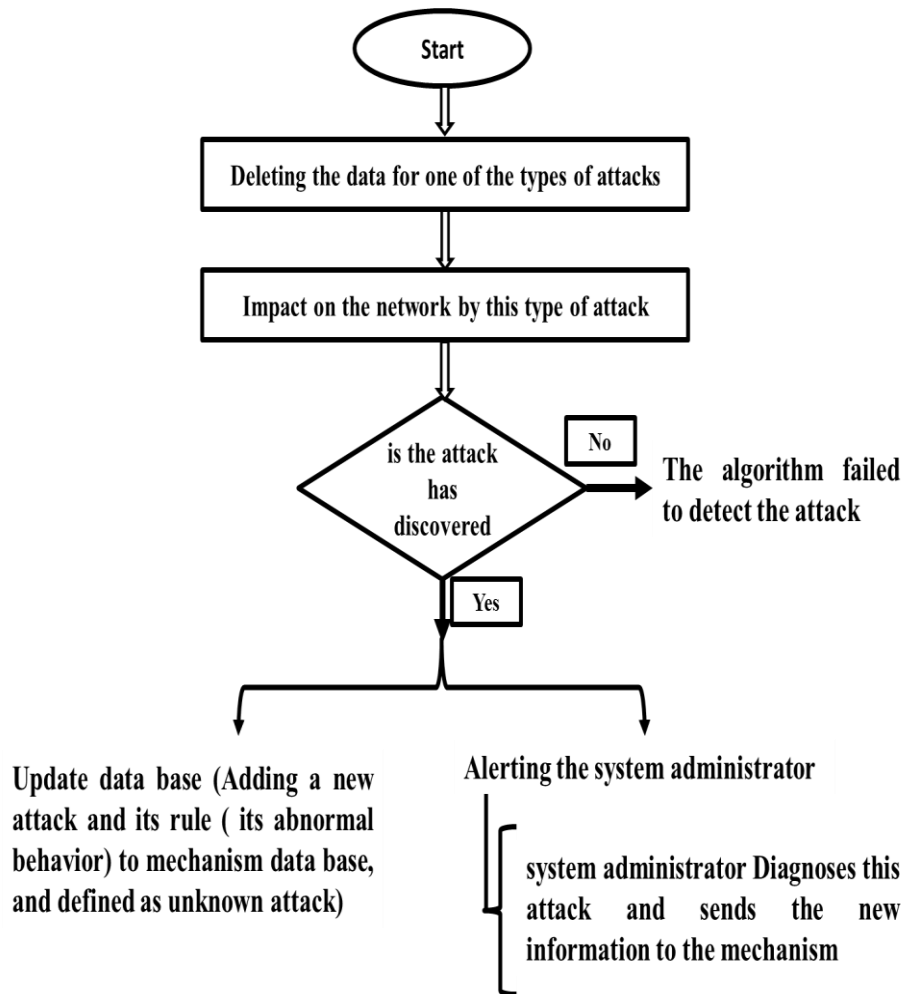 Start
Deleting the data for one of the types of attacks
Impact on the network by this type of attack
is the attack
has
discovered
No
The algorithm failed
to detect the attack
Yes
Update data base (Adding a new
attack and its rule ( its abnormal
behavior) to mechanism data base,
and defined as unknown attack)
Alerting the system administrator
system administrator Diagnoses this
attack and sends the new
information to the mechanism